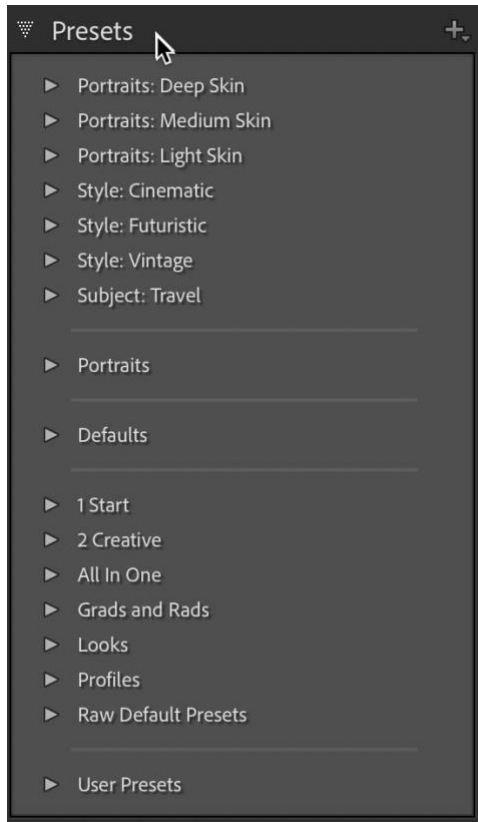 Presets
Portraits: Deep Skin
Portraits: Medium Skin
Portraits: Light Skin
Style: Cinematic
Style: Futuristic
Style: Vintage
Subject: Travel
Portraits
Defaults
1 Start
2 Creative
All In One
Grads and Rads
Looks
Profiles
Raw Default Presets
User Presets